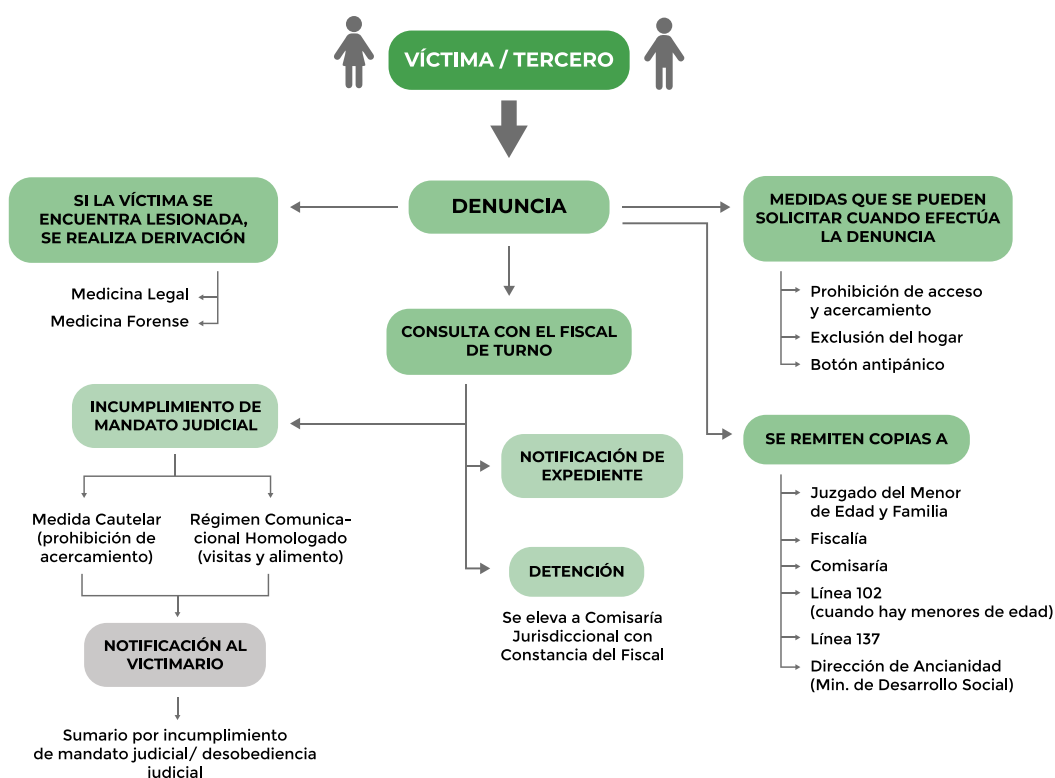 VÍCTIMA / TERCERO
DENUNCIA
SI LA VÍCTIMA SE
ENCUENTRA LESIONADA,
SE REALIZA DERIVACIÓN
Medicina Legal
Medicina Forense
MEDIDAS QUE SE PUEDEN
SOLICITAR CUANDO EFECTÚA
LA DENUNCIA
Prohibición de acceso
y acercamiento
Exclusión del hogar
Botón antipánico
CONSULTA CON EL FISCAL
DE TURNO
INCUMPLIMIENTO DE
MANDATO JUDICIAL
Medida Cautelar
(prohibición de
acercamiento)
Régimen Comunica-
cional Homologado
(visitas y alimento)
NOTIFICACIÓN AL
VICTIMARIO
Sumario por incumplimiento
de mandato judicial/ desobediencia
judicial
NOTIFICACIÓN DE
EXPEDIENTE
DETENCIÓN
Se eleva a Comisaría
Jurisdiccional con
Constancia del Fiscal
SE REMITEN COPIAS A
Juzgado del Menor
de Edad y Familia
Fiscalía
Comisaría
Línea 102
(cuando hay menores de edad)
Línea 137
Dirección de Ancianidad
(Min. de Desarrollo Social)